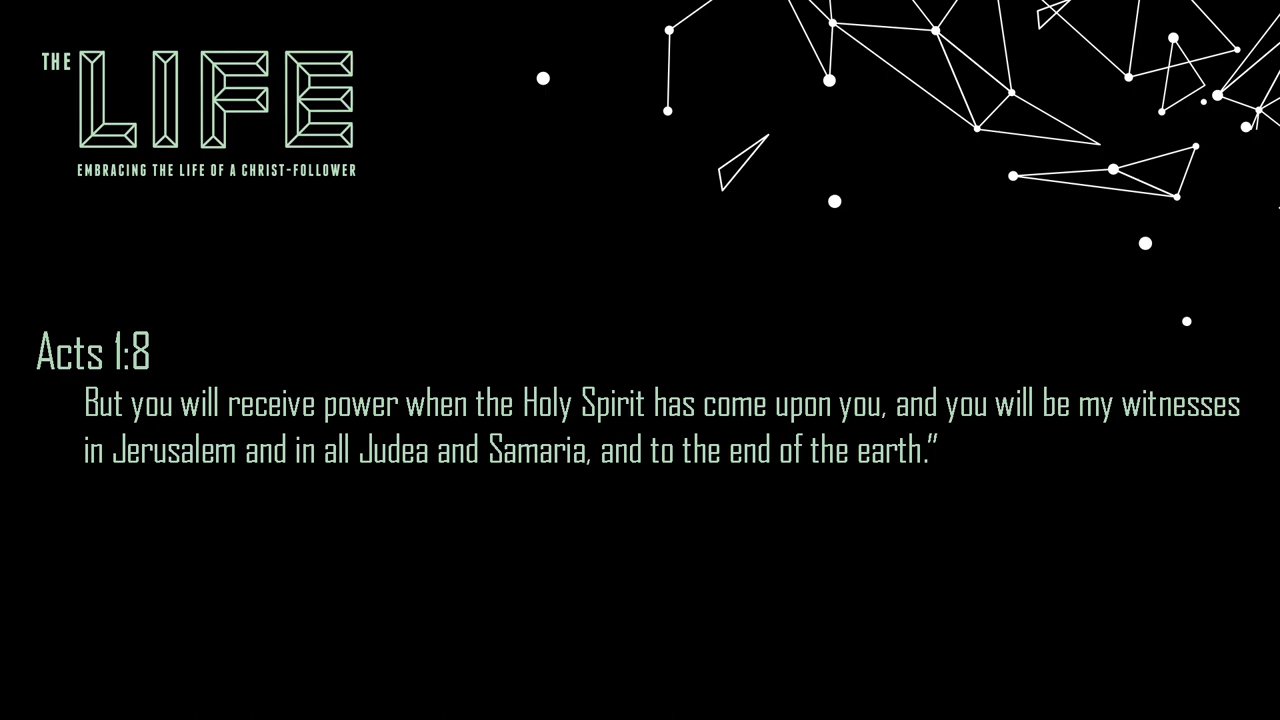 THE LIFE
EMBRACING THE LIFE OF A CHRIST-FOLLOWER
Acts 1:8
But you will receive power when the Holy Spirit has come upon you, and you will be my witnesses
in Jerusalem and in all Judea and Samaria, and to the end of the earth.”